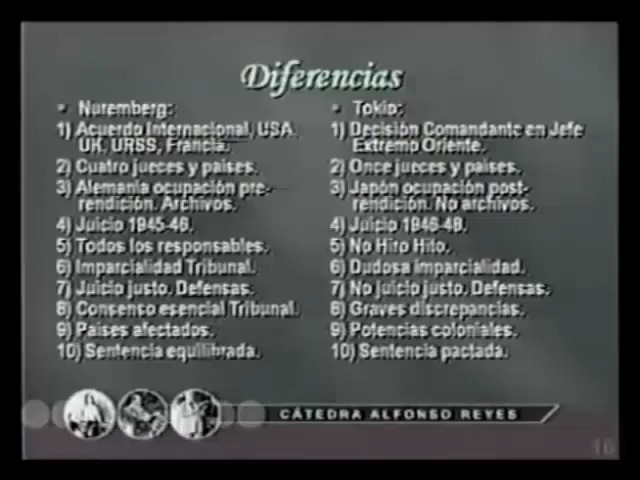 Diferencias
• Nuremberg:
1) Acuerdo Internacional, USA,
UK, URSS, Francia.
2) Cuatro jueces y países.
3) Alemania ocupación pre-
rendición. Archivos.
4) Juicio 1945-46.
5) Todos los responsables.
6) Imparcialidad Tribunal.
7) Juicio justo. Defensas.
8) Consenso esencial Tribunal.
9) Países afectados.
10) Sentencia equilibrada.
• Tokio:
1) Decisión Comandante en Jefe
Extremo Oriente.
2) Once jueces y países.
3) Japón ocupación post-
rendición. No archivos.
4) Juicio 1946-48.
5) No Hiro Hito.
6) Dudosa imparcialidad.
7) No juicio justo. Defensas.
8) Graves discrepancias.
9) Potencias coloniales.
10) Sentencia pactada.
CÁTEDRA ALFONSO REYES
16